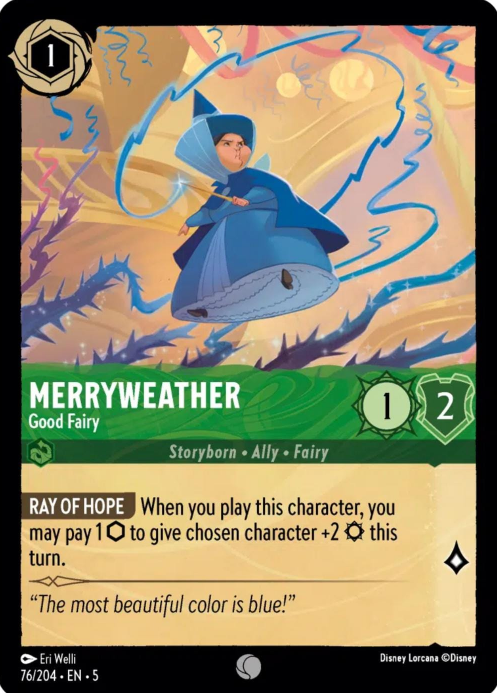 1
MERRYWEATHER
Good Fairy
1 2
Storyborn • Ally • Fairy
RAY OF HOPE When you play this character, you
may pay 1 ⬡ to give chosen character +2 ¤ this
turn.
“The most beautiful color is blue!”
Eri Welli
76/204 • EN • 5
Disney Lorcana ©Disney